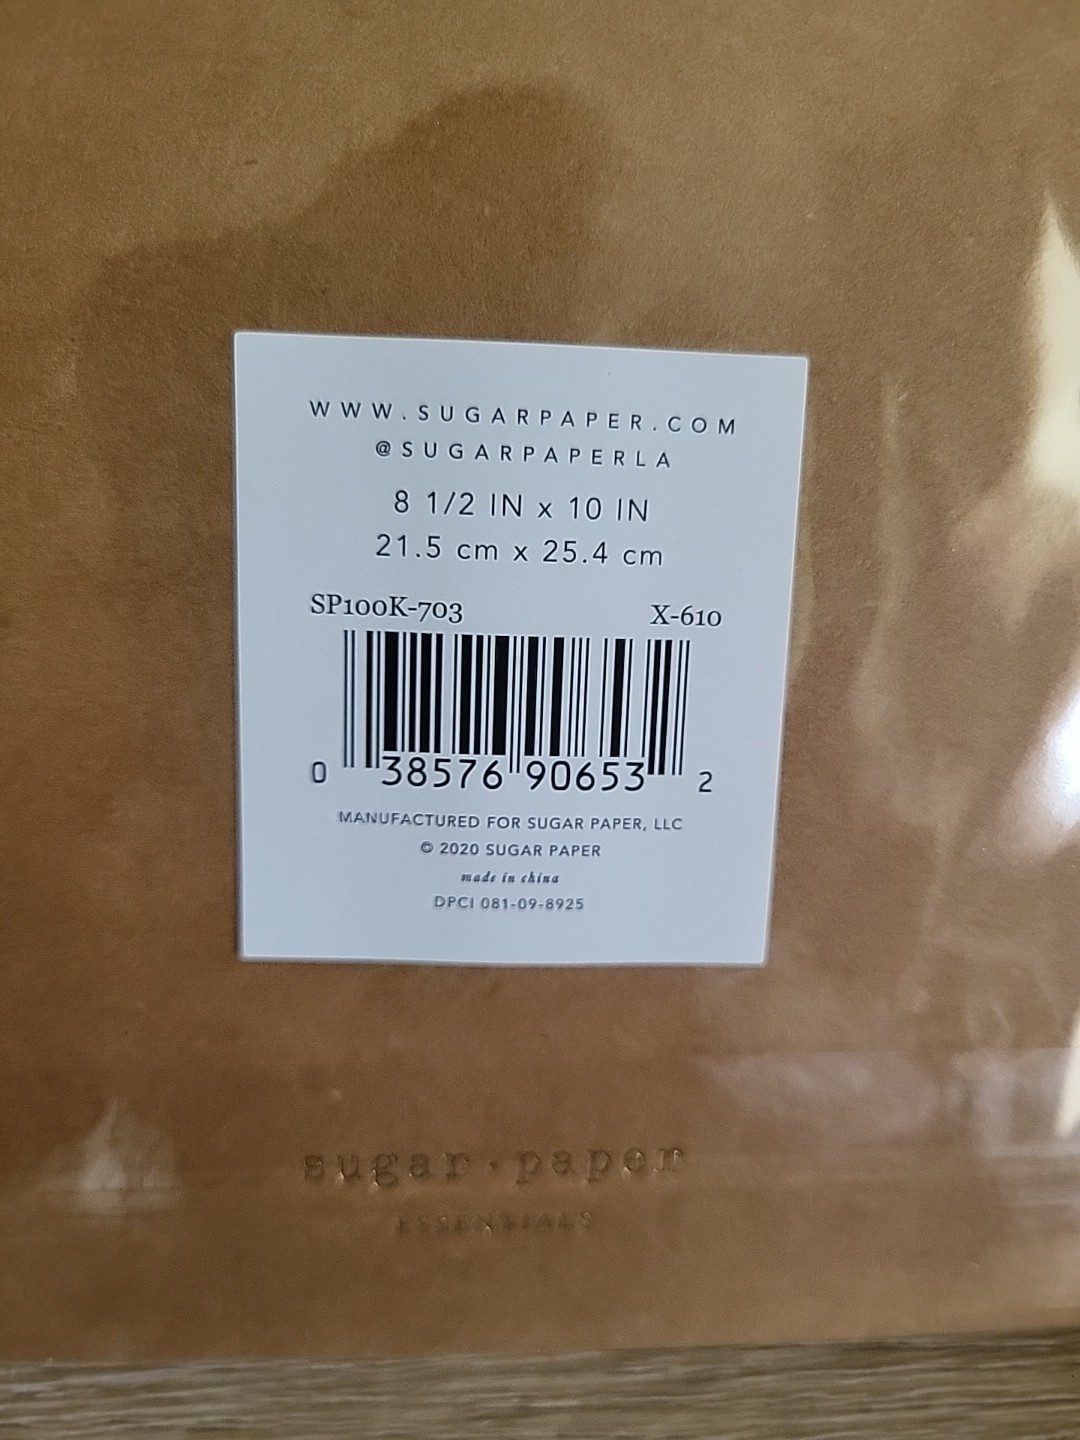 WWW.SUGARPAPER.COM
@SUGARPAPERLA
8 1/2 IN x 10 IN
21.5 cm x 25.4 cm
SP100K-703 X-610
0 38576 90653 2
MANUFACTURED FOR SUGAR PAPER, LLC
© 2020 SUGAR PAPER
made in china
DPCI 081-09-8925
sugar · paper
ESSENTIALS